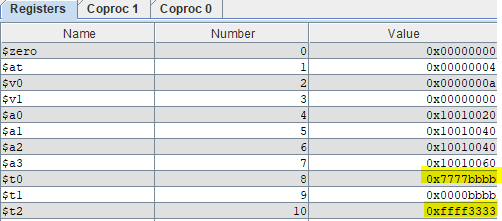 Registers Coproc 1 Coproc 0
Name Number Value
$zero 0 0x00000000
$at 1 0x00000004
$v0 2 0x0000000a
$v1 3 0x00000000
$a0 4 0x10010020
$a1 5 0x10010040
$a2 6 0x10010040
$a3 7 0x10010060
$t0 8 0x7777bbbb
$t1 9 0x0000bbbb
$t2 10 0xffff3333